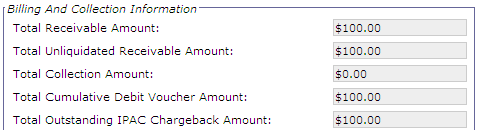 Billing And Collection Information
Total Receivable Amount: $100.00
Total Unliquidated Receivable Amount: $100.00
Total Collection Amount: $0.00
Total Cumulative Debit Voucher Amount: $100.00
Total Outstanding IPAC Chargeback Amount: $100.00